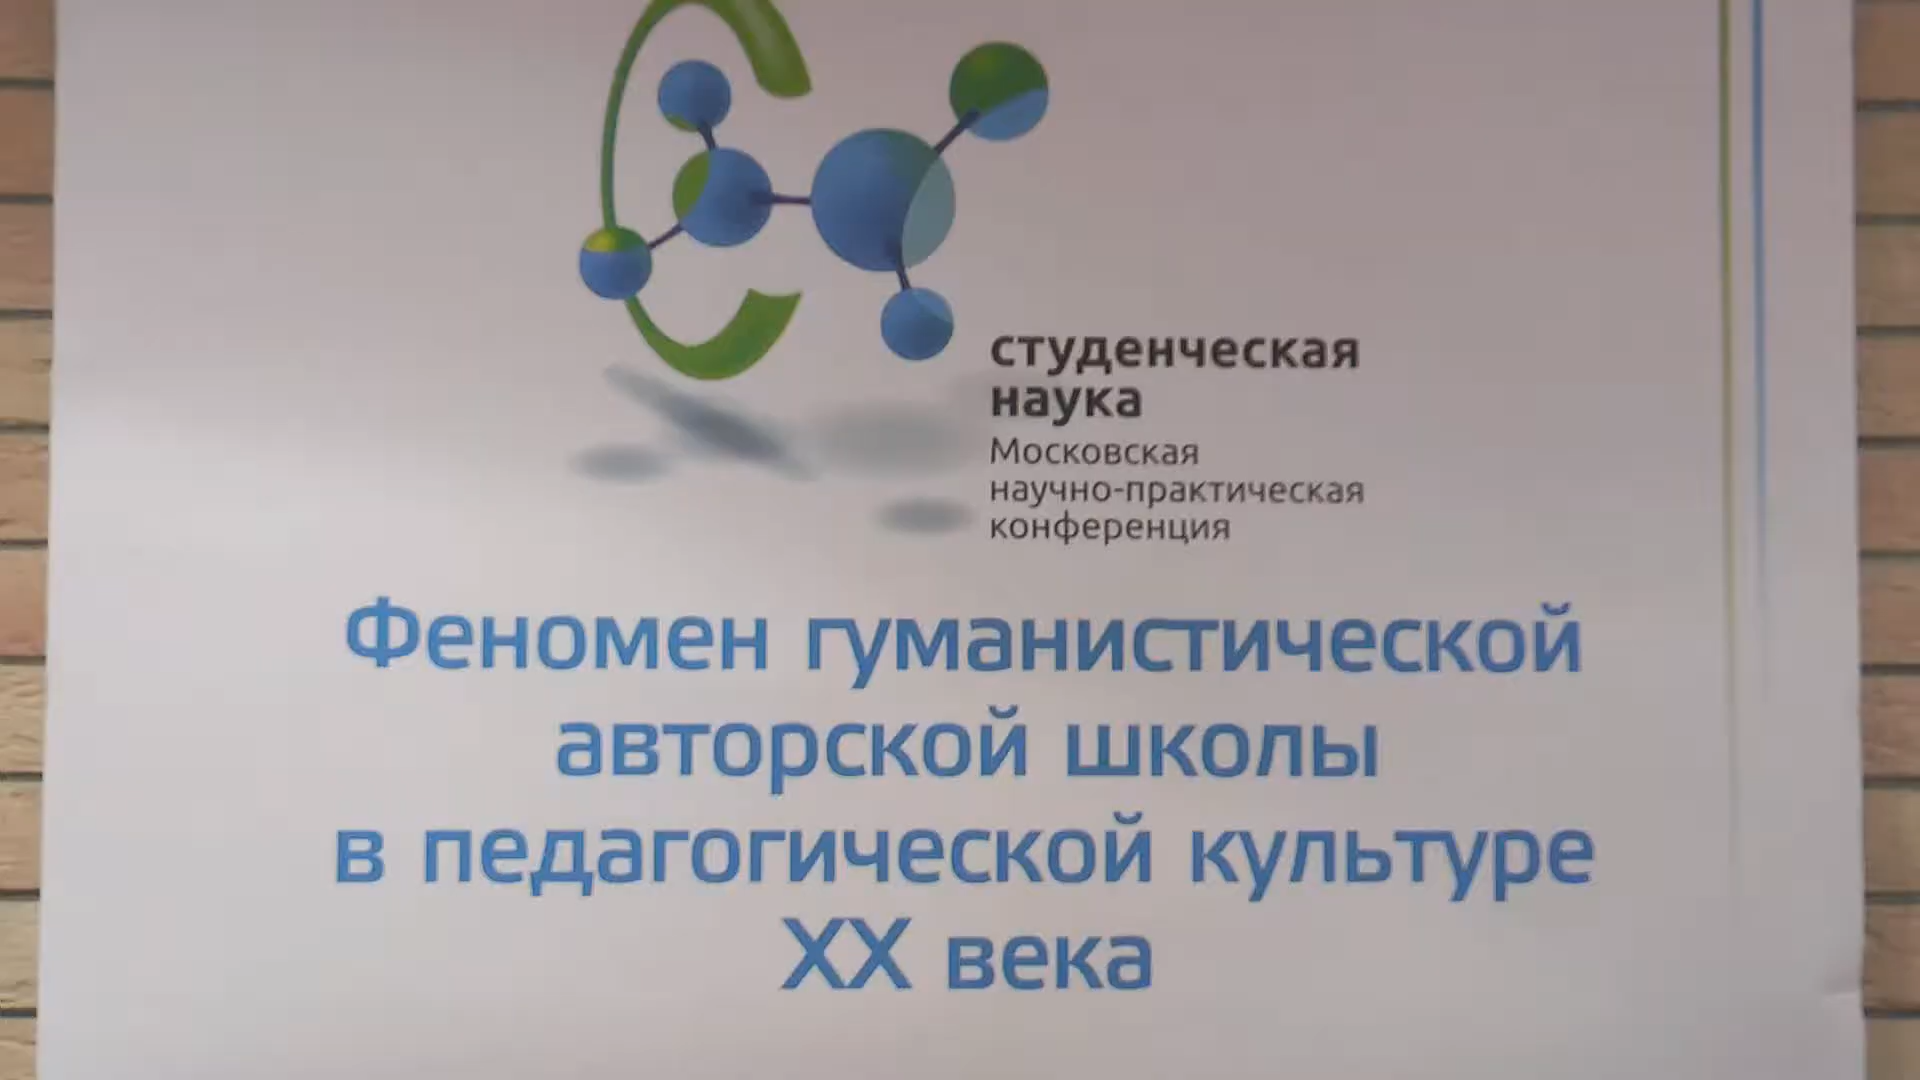 студенческая
наука
Московская
научно-практическая
конференция
Феномен гуманистической
авторской школы
в педагогической культуре
XX века